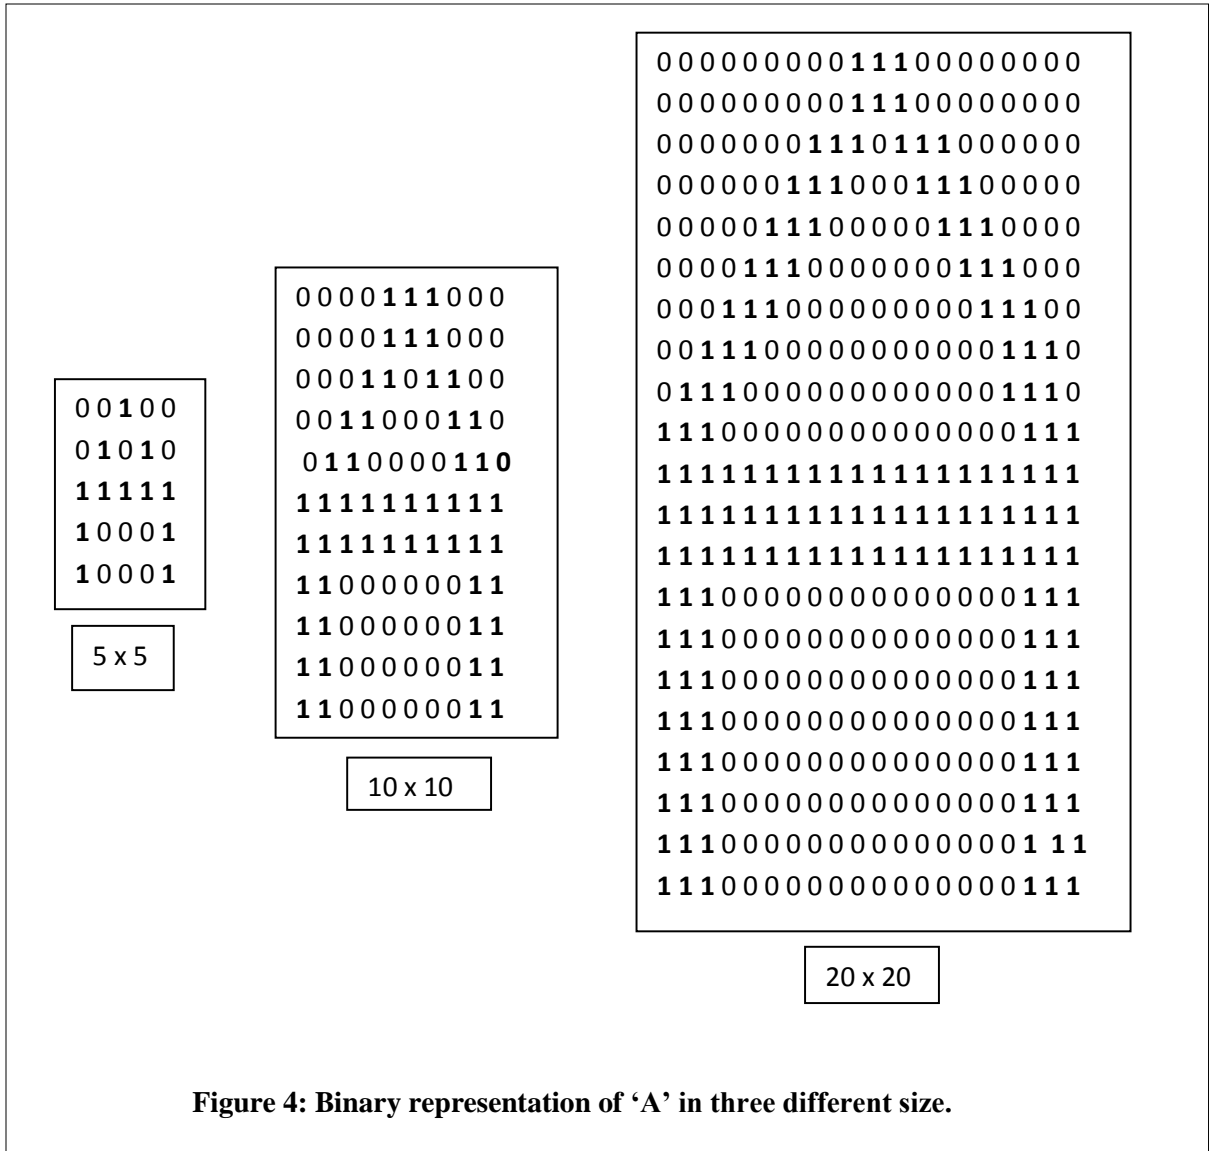 0 0 1 0 0
0 1 0 1 0
1 1 1 1 1
1 0 0 0 1
1 0 0 0 1
5 x 5
0 0 0 0 1 1 1 0 0 0
0 0 0 0 1 1 1 0 0 0
0 0 0 1 1 0 1 1 0 0
0 0 1 1 0 0 0 1 1 0
0 1 1 0 0 0 0 1 1 0
1 1 1 1 1 1 1 1 1 1
1 1 1 1 1 1 1 1 1 1
1 1 0 0 0 0 0 0 1 1
1 1 0 0 0 0 0 0 1 1
1 1 0 0 0 0 0 0 1 1
1 1 0 0 0 0 0 0 1 1
10 x 10
0 0 0 0 0 0 0 0 0 1 1 1 0 0 0 0 0 0 0 0
0 0 0 0 0 0 0 0 0 1 1 1 0 0 0 0 0 0 0 0
0 0 0 0 0 0 0 1 1 1 0 1 1 1 0 0 0 0 0 0
0 0 0 0 0 0 1 1 1 0 0 0 1 1 1 0 0 0 0 0
0 0 0 0 0 1 1 1 0 0 0 0 0 1 1 1 0 0 0 0
0 0 0 0 1 1 1 0 0 0 0 0 0 0 1 1 1 0 0 0
0 0 0 1 1 1 0 0 0 0 0 0 0 0 0 1 1 1 0 0
0 0 1 1 1 0 0 0 0 0 0 0 0 0 0 0 1 1 1 0
0 1 1 1 0 0 0 0 0 0 0 0 0 0 0 0 1 1 1 0
1 1 1 0 0 0 0 0 0 0 0 0 0 0 0 0 0 1 1 1
1 1 1 1 1 1 1 1 1 1 1 1 1 1 1 1 1 1 1 1
1 1 1 1 1 1 1 1 1 1 1 1 1 1 1 1 1 1 1 1
1 1 1 1 1 1 1 1 1 1 1 1 1 1 1 1 1 1 1 1
1 1 1 0 0 0 0 0 0 0 0 0 0 0 0 0 0 1 1 1
1 1 1 0 0 0 0 0 0 0 0 0 0 0 0 0 0 1 1 1
1 1 1 0 0 0 0 0 0 0 0 0 0 0 0 0 0 1 1 1
1 1 1 0 0 0 0 0 0 0 0 0 0 0 0 0 0 1 1 1
1 1 1 0 0 0 0 0 0 0 0 0 0 0 0 0 0 1 1 1
1 1 1 0 0 0 0 0 0 0 0 0 0 0 0 0 0 1 1 1
1 1 1 0 0 0 0 0 0 0 0 0 0 0 0 0 0 1 1 1
1 1 1 0 0 0 0 0 0 0 0 0 0 0 0 0 0 1 1 1
20 x 20
Figure 4: Binary representation of ‘A’ in three different size.